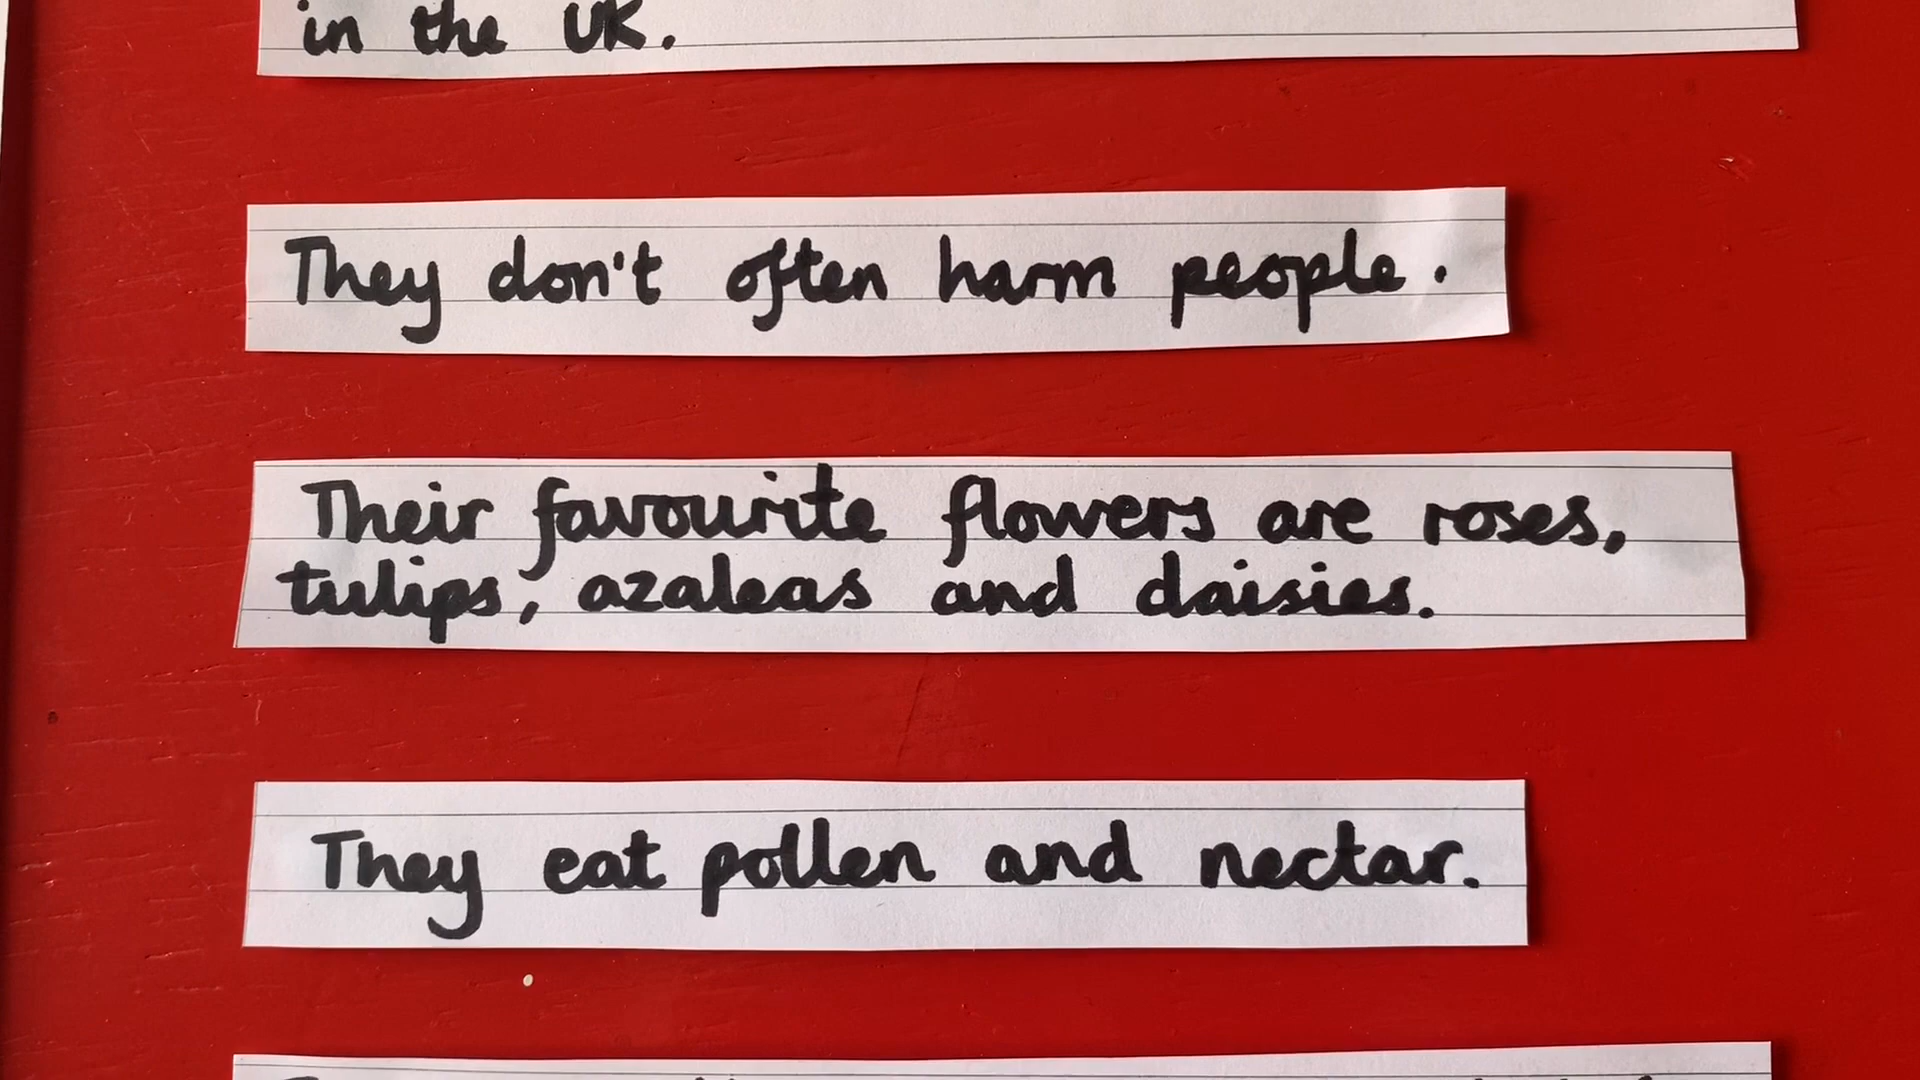 in the UK.
They don't often harm people.
Their favourite flowers are roses,
tulips, azaleas and daisies.
They eat pollen and nectar.